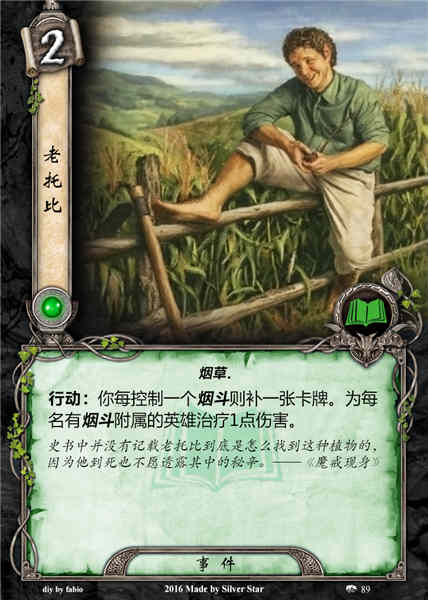 2
老托比
烟草.
行动：你每控制一个烟斗则补一张卡牌。为每
名有烟斗附属的英雄治疗1点伤害。
史书中并没有记载老托比到底是怎么找到这种植物的，
因为他到死也不愿透露其中的秘辛。——《魔戒现身》
事件
diy by fabio
2016 Made by Silver Star
89